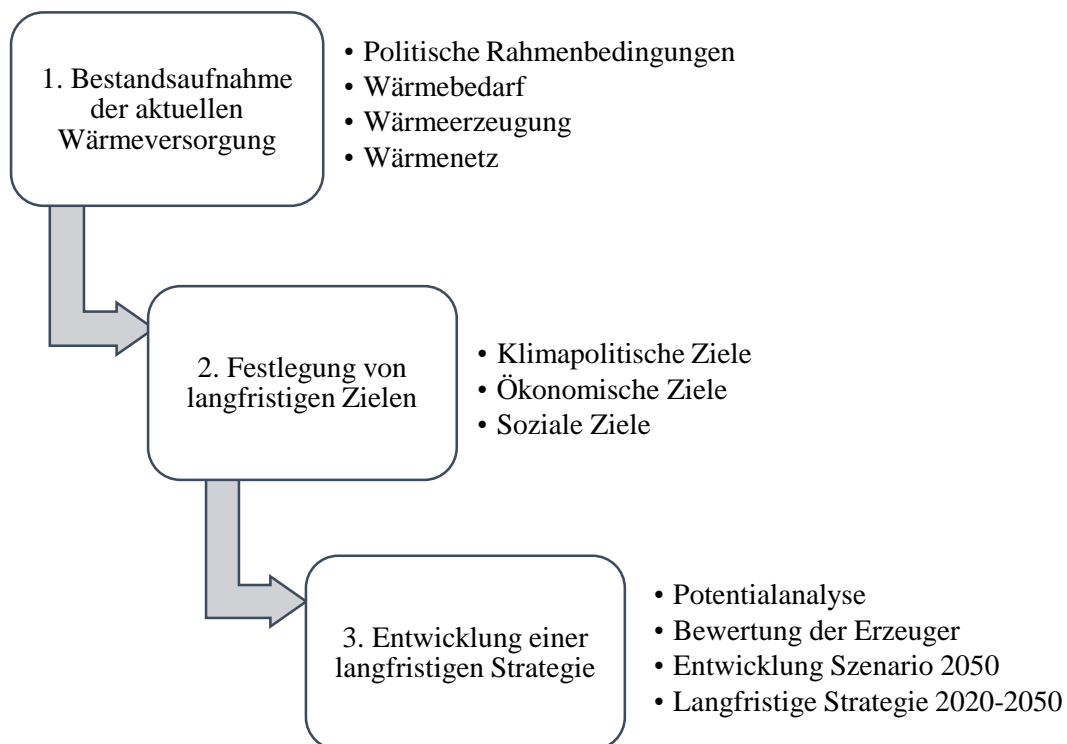 1. Bestandsaufnahme
der aktuellen
Wärmeversorgung
• Politische Rahmenbedingungen
• Wärmebedarf
• Wärmeerzeugung
• Wärmenetz
2. Festlegung von
langfristigen Zielen
• Klimapolitische Ziele
• Ökonomische Ziele
• Soziale Ziele
3. Entwicklung einer
langfristigen Strategie
• Potentialanalyse
• Bewertung der Erzeuger
• Entwicklung Szenario 2050
• Langfristige Strategie 2020-2050